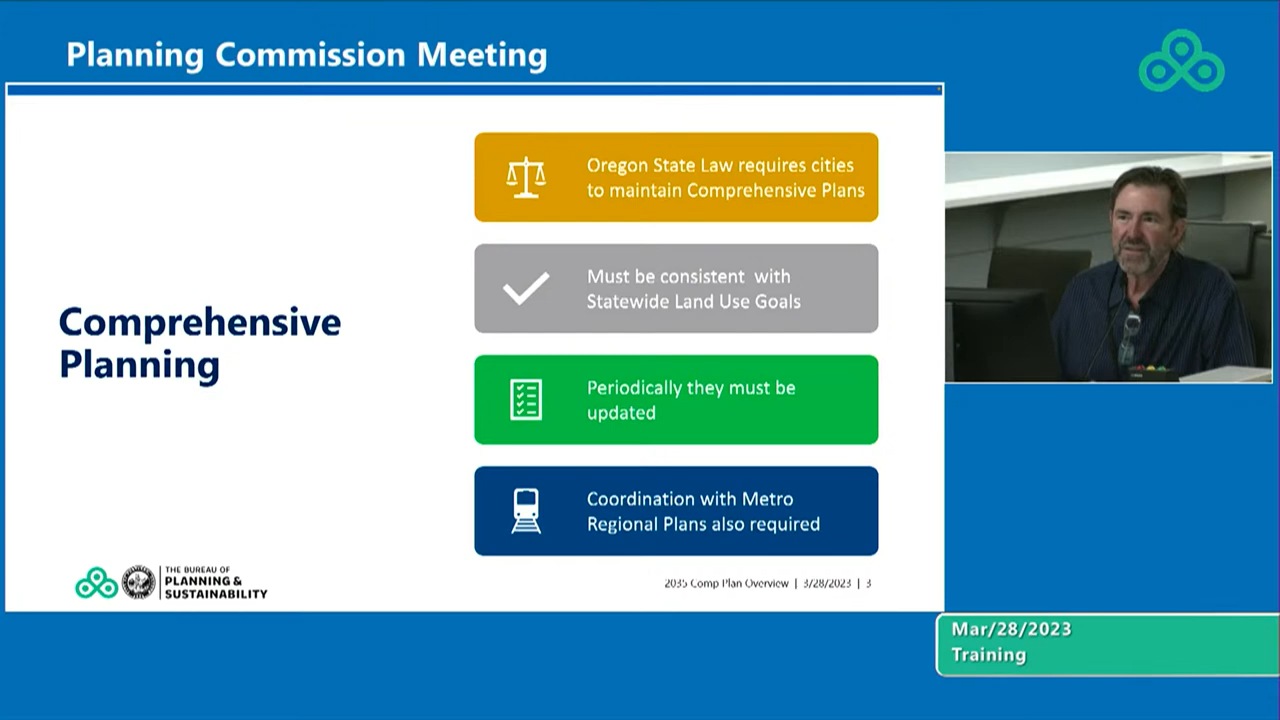 Planning Commission Meeting
Comprehensive
Planning
Oregon State Law requires cities
to maintain Comprehensive Plans
Must be consistent with
Statewide Land Use Goals
Periodically they must be
updated
Coordination with Metro
Regional Plans also required
THE BUREAU OF
PLANNING &
SUSTAINABILITY
2035 Comp Plan Overview | 3/28/2023 | 3
Mar/28/2023
Training